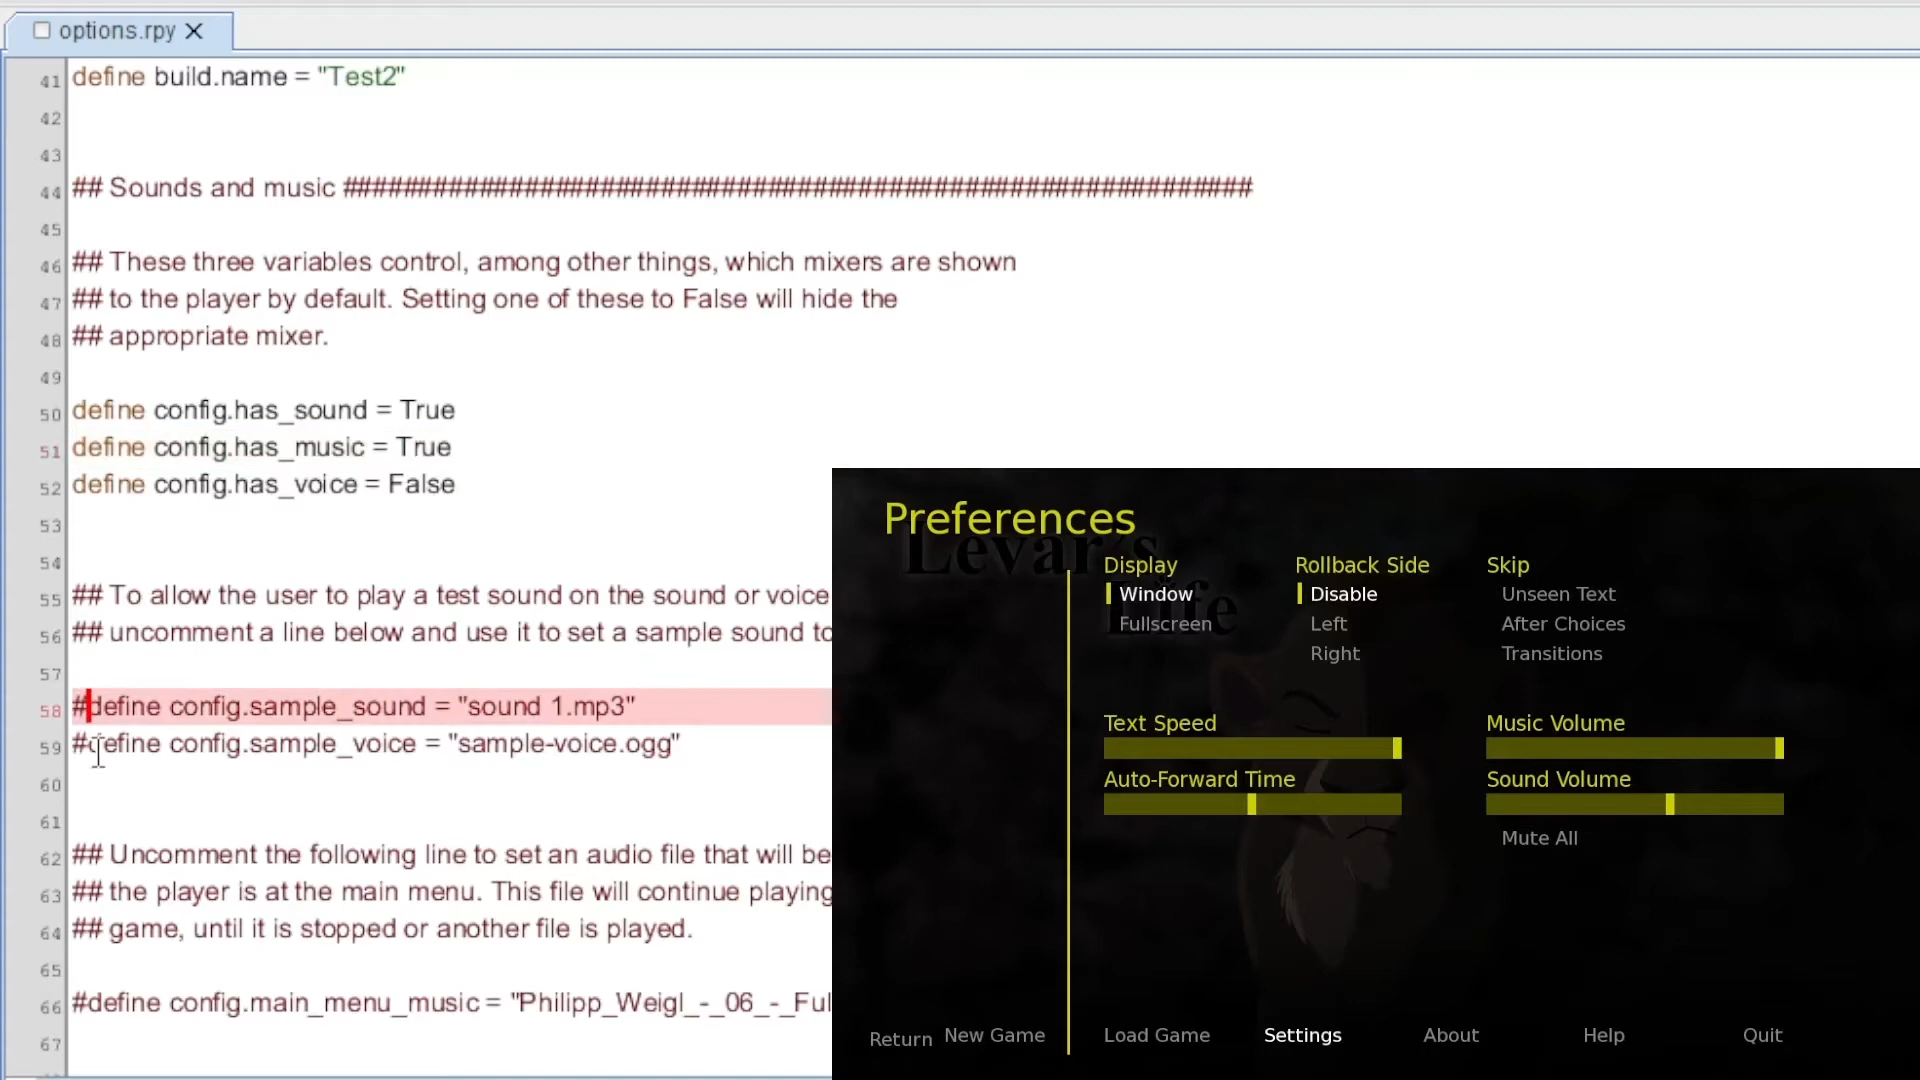 options.rpy
41 define build.name = "Test2"
42
43
44 ## Sounds and music #############################################################
45
46 ## These three variables control, among other things, which mixers are shown
47 ## to the player by default. Setting one of these to False will hide the
48 ## appropriate mixer.
49
50 define config.has_sound = True
51 define config.has_music = True
52 define config.has_voice = False
53
54
55 ## To allow the user to play a test sound on the sound or voice
56 ## uncomment a line below and use it to set a sample sound to
57
58 #define config.sample_sound = "sound 1.mp3"
59 #define config.sample_voice = "sample-voice.ogg"
60
61
62 ## Uncomment the following line to set an audio file that will be
63 ## the player is at the main menu. This file will continue playing
64 ## game, until it is stopped or another file is played.
65
66 #define config.main_menu_music = "Philipp_Weigl_-_06_-_Ful
67
Preferences
Levar's
Life
Display
Window
Fullscreen
Rollback Side
Disable
Left
Right
Skip
Unseen Text
After Choices
Transitions
Text Speed
Auto-Forward Time
Music Volume
Sound Volume
Mute All
Return New Game Load Game Settings About Help Quit